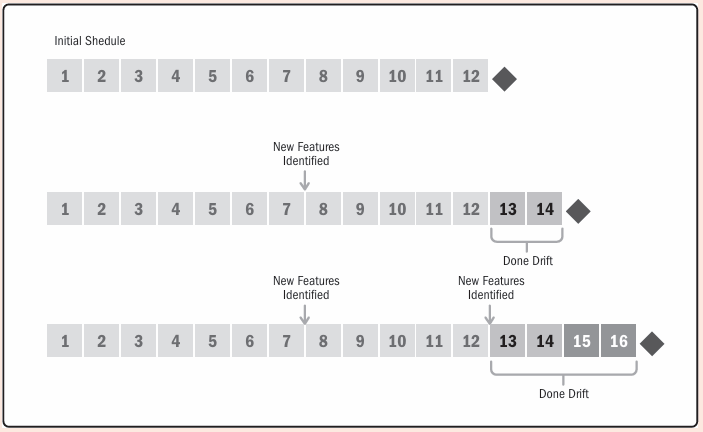 Initial Shedule
1 2 3 4 5 6 7 8 9 10 11 12
New Features
Identified
1 2 3 4 5 6 7 8 9 10 11 12 13 14
Done Drift
New Features
Identified
New Features
Identified
1 2 3 4 5 6 7 8 9 10 11 12 13 14 15 16
Done Drift